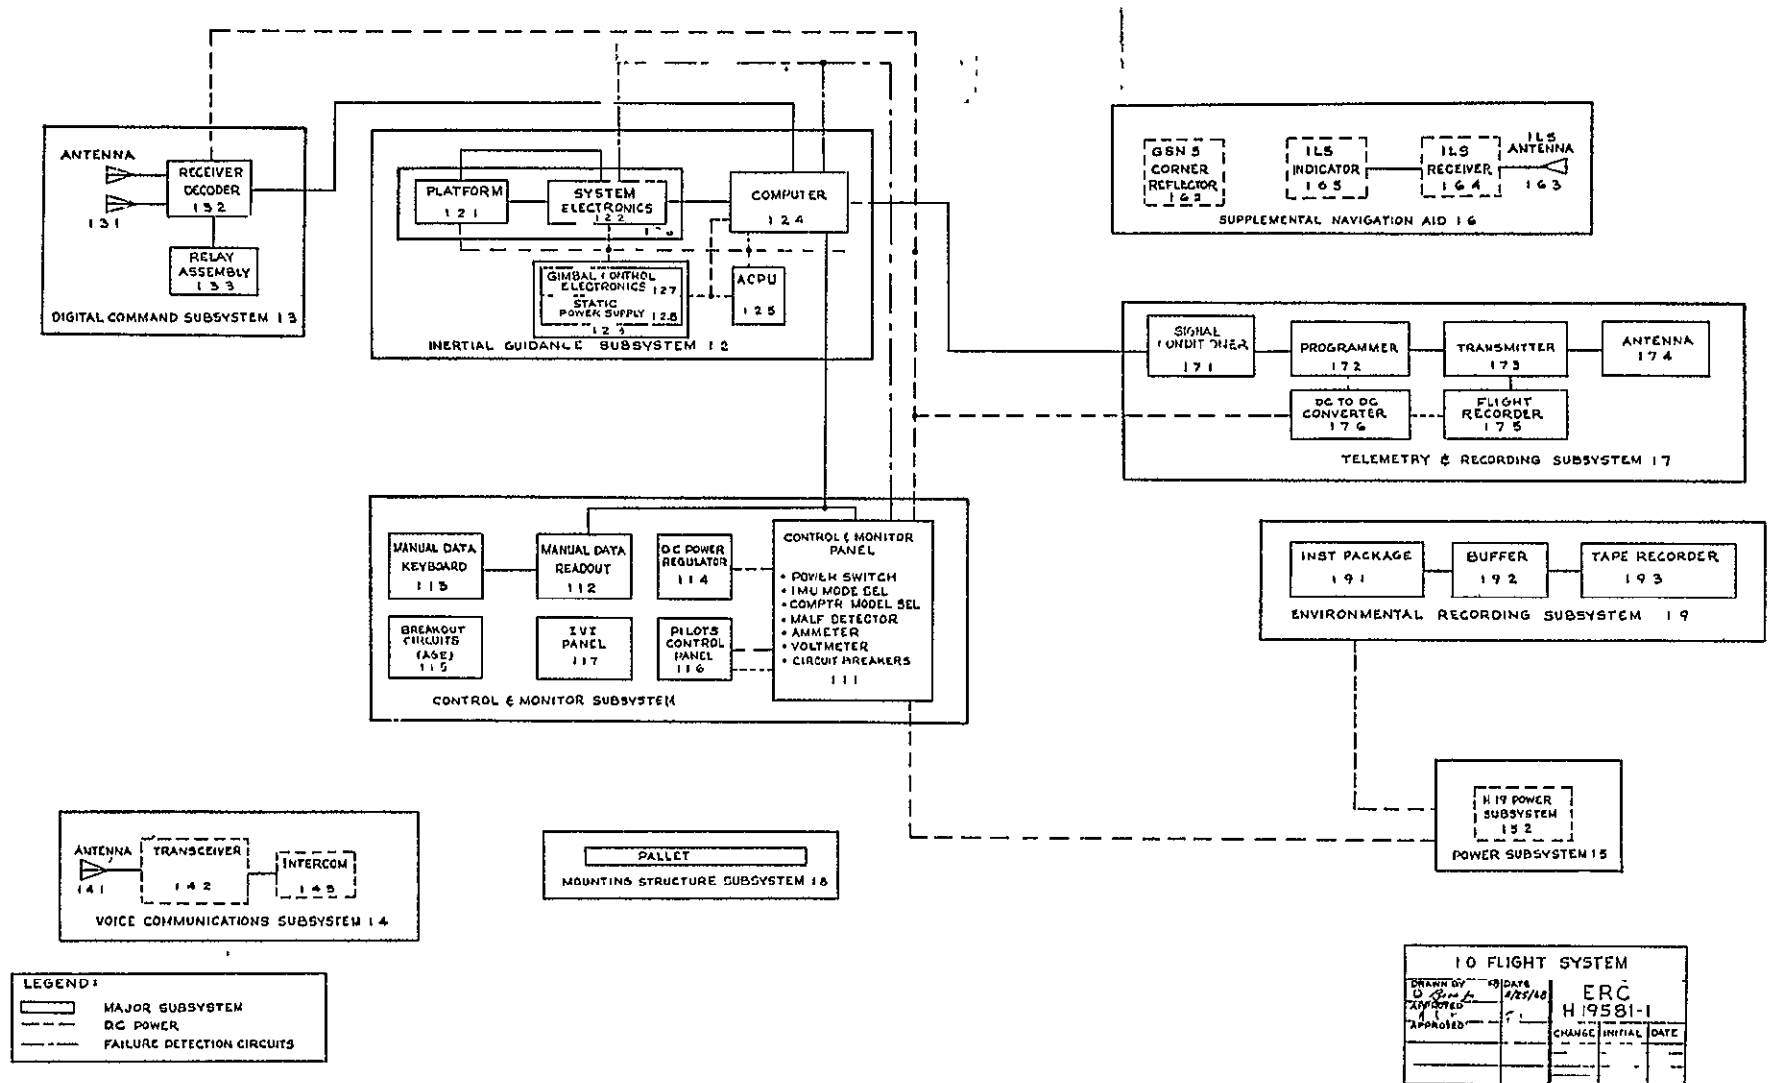 ANTENNA
131
RECEIVER
DECODER
132
RELAY
ASSEMBLY
133
DIGITAL COMMAND SUBSYSTEM 13
PLATFORM
121
SYSTEM
ELECTRONICS
122
COMPUTER
124
GIMBAL CONTROL
ELECTRONICS 127
STATIC
POWER SUPPLY 128
ACPU
125
INERTIAL GUIDANCE SUBSYSTEM 12
GSN 5
CORNER
REFLECTOR
ILS
INDICATOR
165
ILS
RECEIVER
164
ILS
ANTENNA
163
SUPPLEMENTAL NAVIGATION AID 16
SIGNAL
CONDITIONER
171
PROGRAMMER
172
TRANSMITTER
173
ANTENNA
174
DC TO DC
CONVERTER
176
FLIGHT
RECORDER
175
TELEMETRY & RECORDING SUBSYSTEM 17
MANUAL DATA
KEYBOARD
113
MANUAL DATA
READOUT
112
DC POWER
REGULATOR
114
CONTROL & MONITOR
PANEL
• POWER SWITCH
• IMU MODE SEL
• COMPTR MODEL SEL
• MALF DETECTOR
• AMMETER
• VOLTMETER
• CIRCUIT BREAKERS
111
BREAKOUT
CIRCUITS
(AGE)
115
IVI
PANEL
117
PILOTS
CONTROL
PANEL
116
CONTROL & MONITOR SUBSYSTEM
INST PACKAGE
191
BUFFER
192
TAPE RECORDER
193
ENVIRONMENTAL RECORDING SUBSYSTEM 19
H 19 POWER
SUBSYSTEM
152
POWER SUBSYSTEM 15
ANTENNA
141
TRANSCEIVER
142
INTERCOM
143
VOICE COMMUNICATIONS SUBSYSTEM 14
PALLET
MOUNTING STRUCTURE SUBSYSTEM 18
LEGEND:
MAJOR SUBSYSTEM
DC POWER
FAILURE DETECTION CIRCUITS
10 FLIGHT SYSTEM
DRAWN BY
DATE
APPROVED
APPROVED
ERC
H 19581-1
CHANGE INITIAL DATE